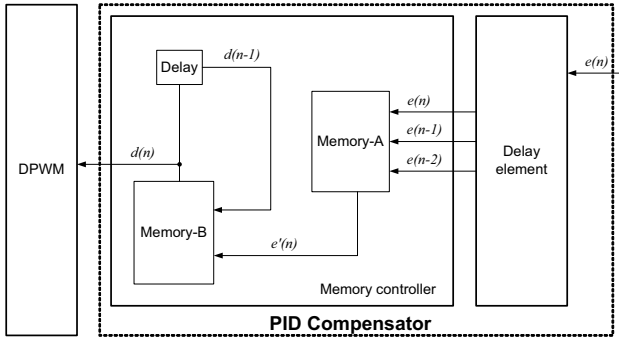 d(n-1)
Delay
e(n)
e(n)
Memory-A
e(n-1)
DPWM
d(n)
e(n-2)
Delay
element
Memory-B
e'(n)
Memory controller
PID Compensator